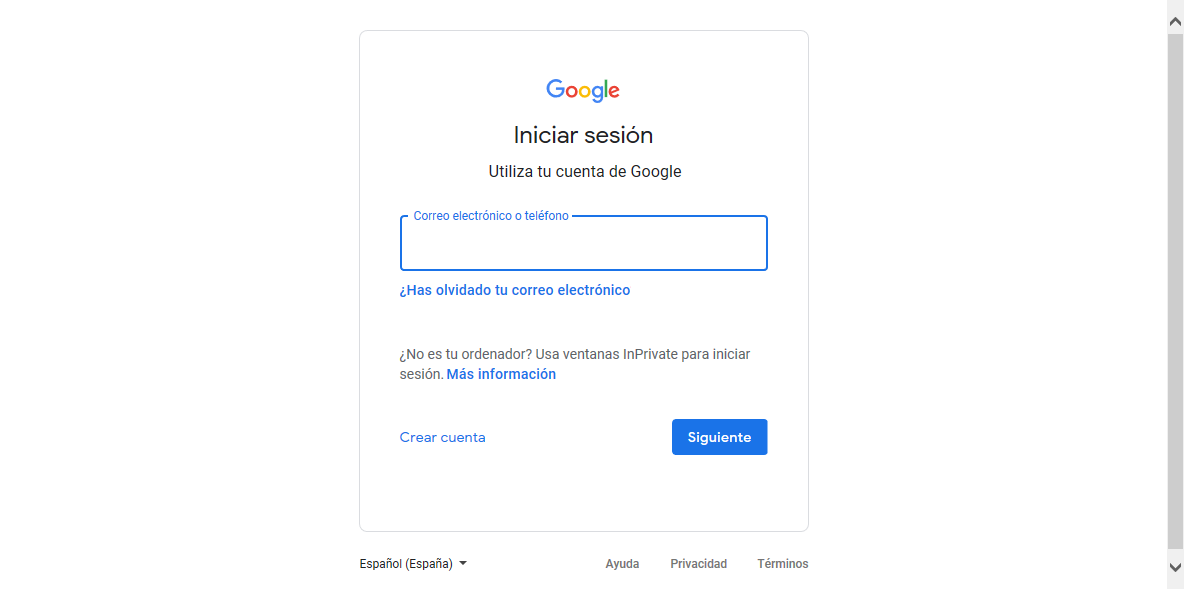 Google
Iniciar sesión
Utiliza tu cuenta de Google
Correo electrónico o teléfono
¿Has olvidado tu correo electrónico
¿No es tu ordenador? Usa ventanas InPrivate para iniciar
sesión. Más información
Crear cuenta
Siguiente
Español (España)
Ayuda
Privacidad
Términos